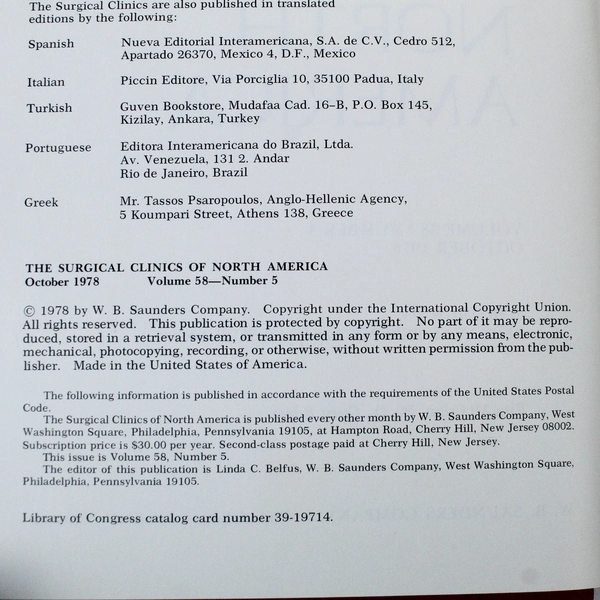 The Surgical Clinics are also published in translated
editions by the following:
Spanish Nueva Editorial Interamericana, S.A. de C.V., Cedro 512,
Apartado 26370, Mexico 4, D.F., Mexico
Italian Piccin Editore, Via Porciglia 10, 35100 Padua, Italy
Turkish Guven Bookstore, Mudafaa Cad. 16–B, P.O. Box 145,
Kizilay, Ankara, Turkey
Portuguese Editora Interamericana do Brazil, Ltda.
Av. Venezuela, 131 2. Andar
Rio de Janeiro, Brazil
Greek Mr. Tassos Psaropoulos, Anglo-Hellenic Agency,
5 Koumpari Street, Athens 138, Greece
THE SURGICAL CLINICS OF NORTH AMERICA
October 1978 Volume 58—Number 5
© 1978 by W. B. Saunders Company. Copyright under the International Copyright Union.
All rights reserved. This publication is protected by copyright. No part of it may be repro-
duced, stored in a retrieval system, or transmitted in any form or by any means, electronic,
mechanical, photocopying, recording, or otherwise, without written permission from the pub-
lisher. Made in the United States of America.
The following information is published in accordance with the requirements of the United States Postal
Code.
The Surgical Clinics of North America is published every other month by W. B. Saunders Company, West
Washington Square, Philadelphia, Pennsylvania 19105, at Hampton Road, Cherry Hill, New Jersey 08002.
Subscription price is $30.00 per year. Second-class postage paid at Cherry Hill, New Jersey.
This issue is Volume 58, Number 5.
The editor of this publication is Linda C. Belfus, W. B. Saunders Company, West Washington Square,
Philadelphia, Pennsylvania 19105.
Library of Congress catalog card number 39-19714.